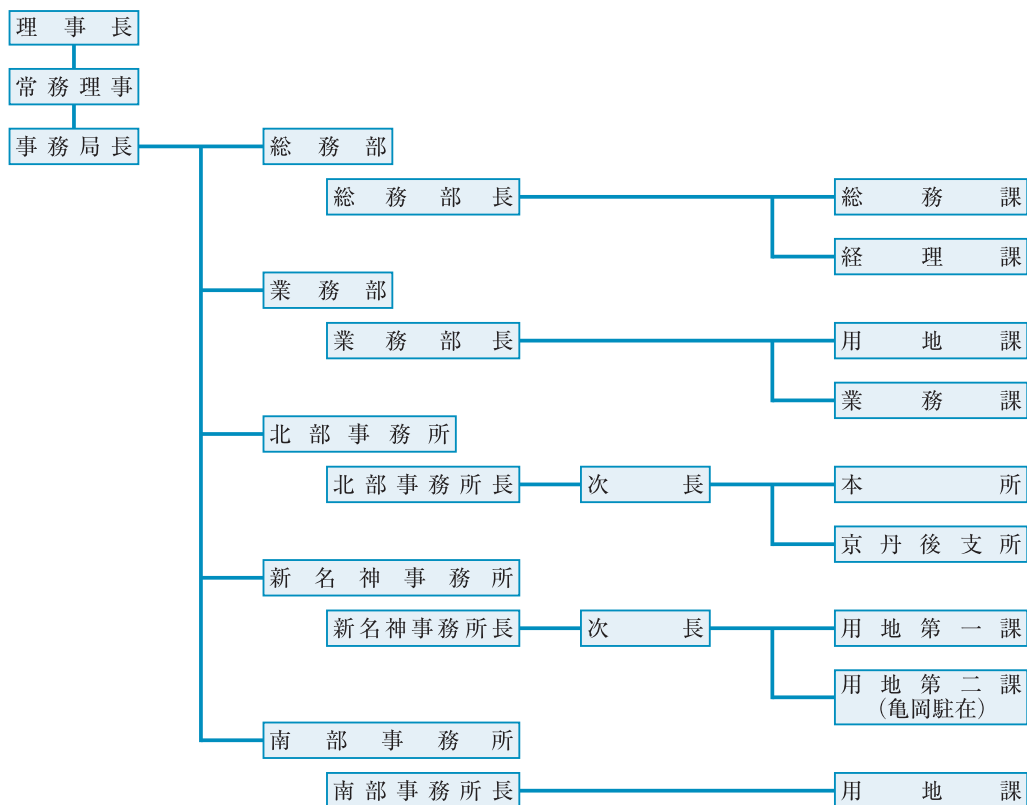 理事長
常務理事
事務局長
総務部
総務部長
総務課
経理課
業務部
業務部長
用地課
業務課
北部事務所
北部事務所長
次長
本所
京丹後支所
新名神事務所
新名神事務所長
次長
用地第一課
用地第二課
（亀岡駐在）
南部事務所
南部事務所長
用地課